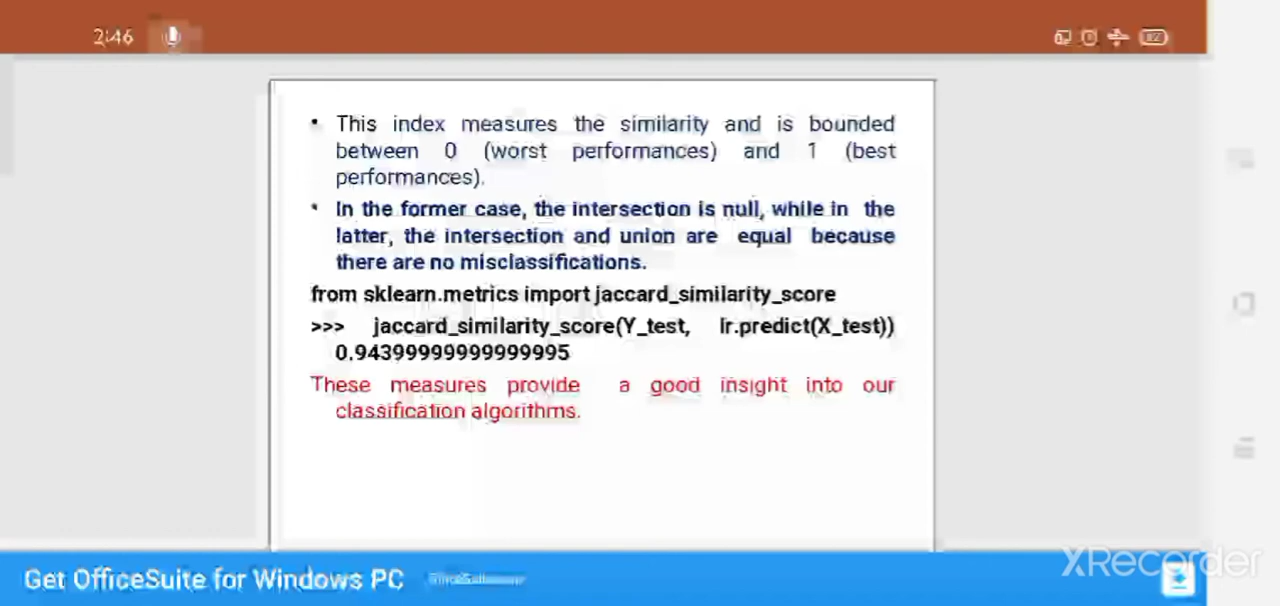 2:46
• This index measures the similarity and is bounded
between 0 (worst performances) and 1 (best
performances).
• In the former case, the intersection is null, while in the
latter, the intersection and union are equal because
there are no misclassifications.
from sklearn.metrics import jaccard_similarity_score
>>> jaccard_similarity_score(Y_test, lr.predict(X_test))
0.94399999999999995
These measures provide a good insight into our
classification algorithms.
Get OfficeSuite for Windows PC
XRecorder